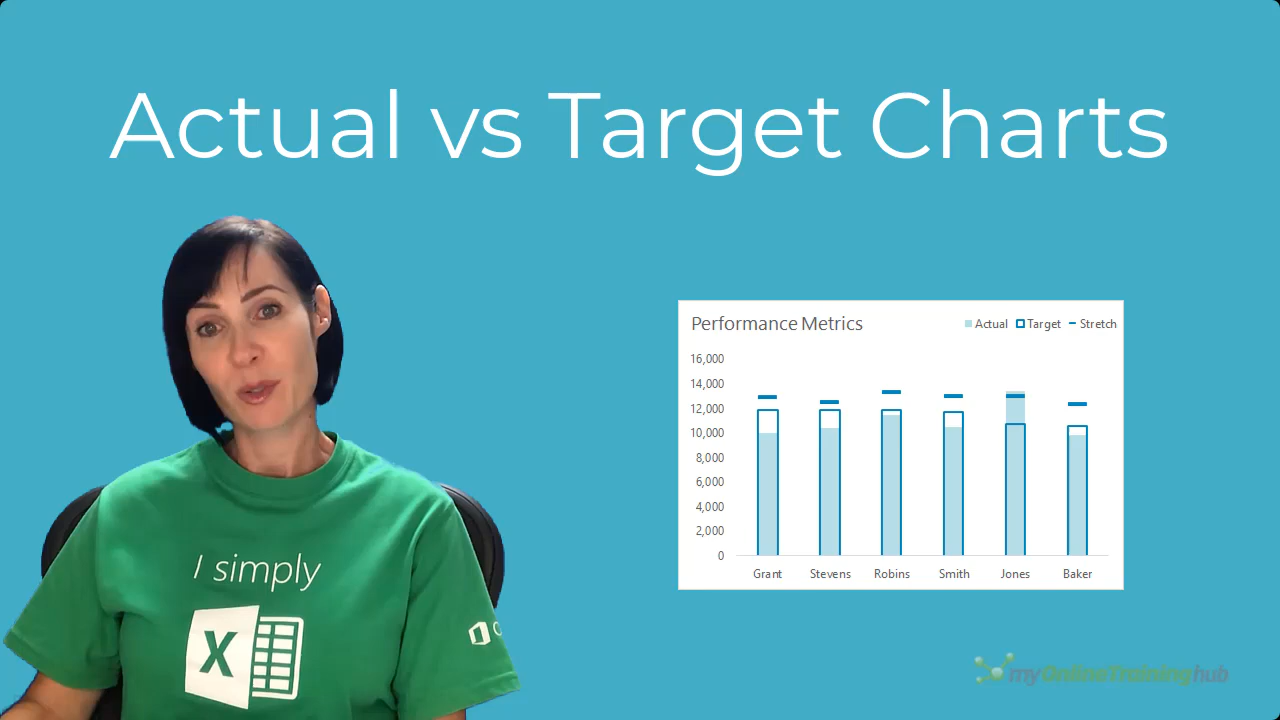 Actual vs Target Charts
Performance Metrics
Actual Target Stretch
16,000
14,000
12,000
10,000
8,000
6,000
4,000
2,000
0
Grant Stevens Robins Smith Jones Baker
I simply
X
myOnlineTraininghub